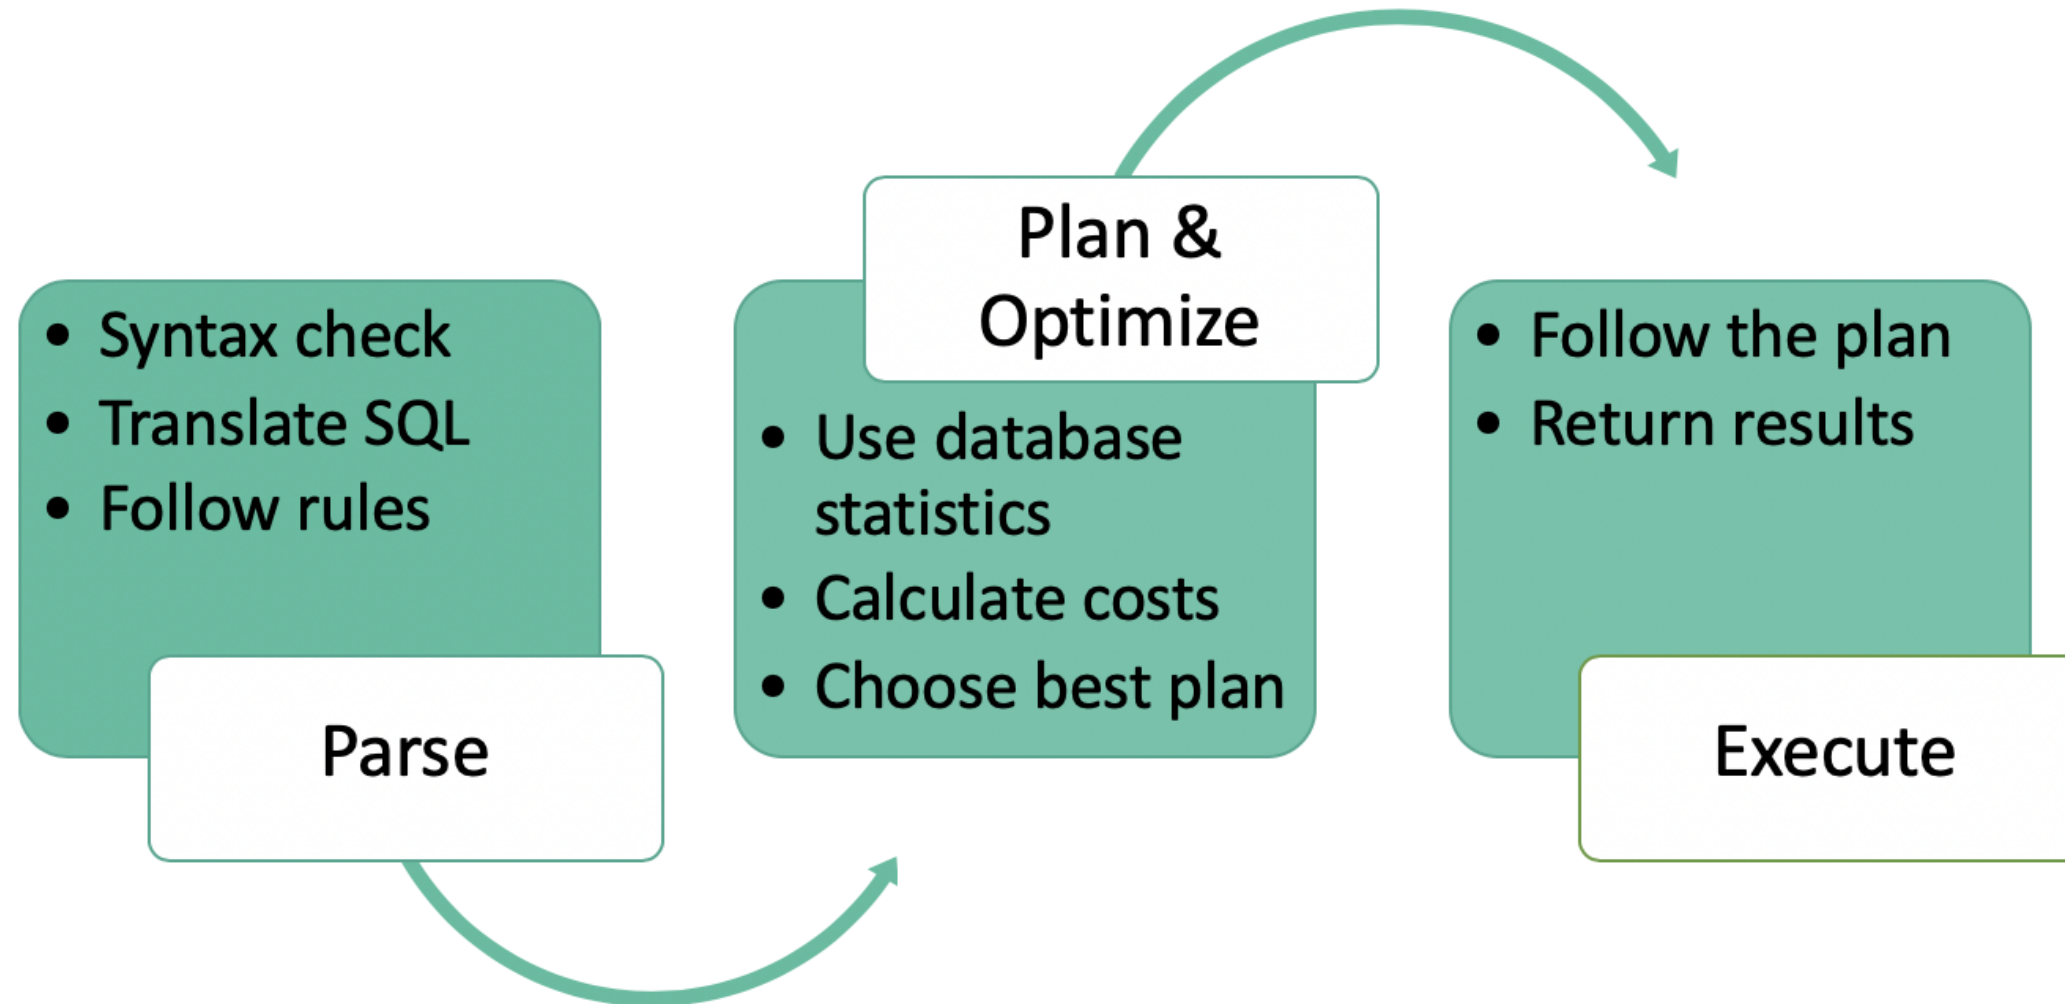 • Syntax check
• Translate SQL
• Follow rules
Parse
Plan &
Optimize
• Use database
statistics
• Calculate costs
• Choose best plan
• Follow the plan
• Return results
Execute